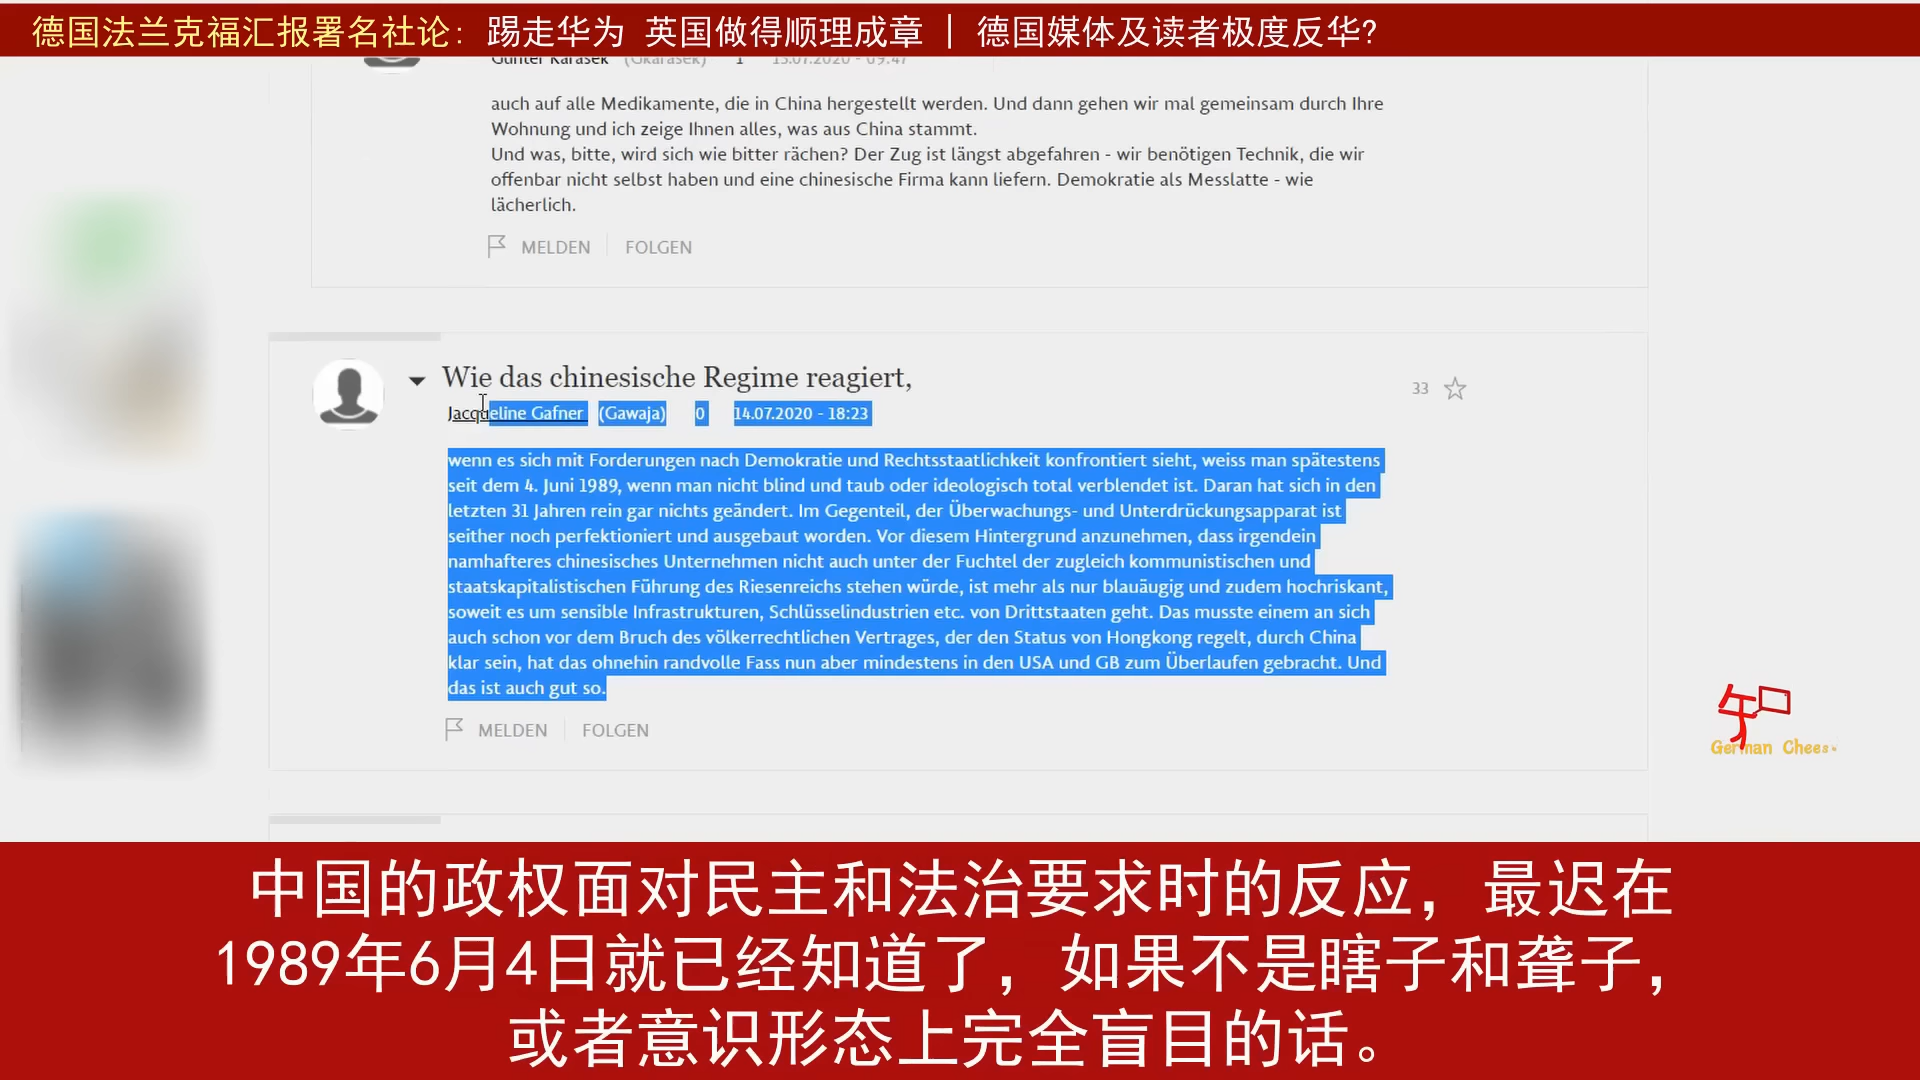 德国法兰克福汇报署名社论：踢走华为 英国做得顺理成章 | 德国媒体及读者极度反华？
Günter Karasek (Gkarasek) 1 15.07.2020 - 09:47
auch auf alle Medikamente, die in China hergestellt werden. Und dann gehen wir mal gemeinsam durch Ihre
Wohnung und ich zeige Ihnen alles, was aus China stammt.
Und was, bitte, wird sich wie bitter rächen? Der Zug ist längst abgefahren - wir benötigen Technik, die wir
offenbar nicht selbst haben und eine chinesische Firma kann liefern. Demokratie als Messlatte - wie
lächerlich.
MELDEN FOLGEN
Wie das chinesische Regime reagiert,
33
Jacqueline Gafner (Gawaja) 0 14.07.2020 - 18:23
wenn es sich mit Forderungen nach Demokratie und Rechtsstaatlichkeit konfrontiert sieht, weiss man spätestens
seit dem 4. Juni 1989, wenn man nicht blind und taub oder ideologisch total verblendet ist. Daran hat sich in den
letzten 31 Jahren rein gar nichts geändert. Im Gegenteil, der Überwachungs- und Unterdrückungsapparat ist
seither noch perfektioniert und ausgebaut worden. Vor diesem Hintergrund anzunehmen, dass irgendein
namhafteres chinesisches Unternehmen nicht auch unter der Fuchtel der zugleich kommunistischen und
staatskapitalistischen Führung des Riesenreichs stehen würde, ist mehr als nur blauäugig und zudem hochriskant,
soweit es um sensible Infrastrukturen, Schlüsselindustrien etc. von Drittstaaten geht. Das musste einem an sich
auch schon vor dem Bruch des völkerrechtlichen Vertrages, der den Status von Hongkong regelt, durch China
klar sein, hat das ohnehin randvolle Fass nun aber mindestens in den USA und GB zum Überlaufen gebracht. Und
das ist auch gut so.
MELDEN FOLGEN
German Chees
中国的政权面对民主和法治要求时的反应，最迟在
1989年6月4日就已经知道了，如果不是瞎子和聋子，
或者意识形态上完全盲目的话。